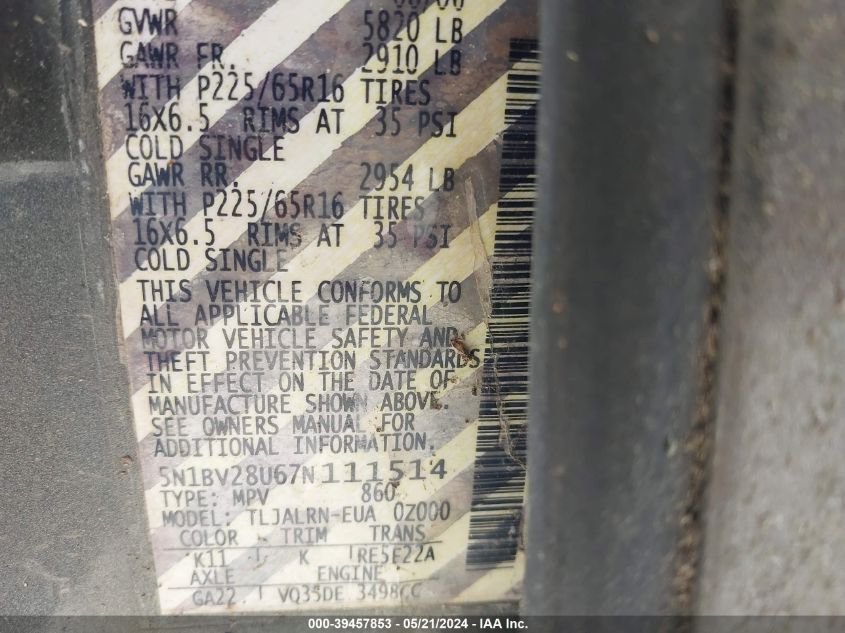 GVWR 5820 LB
GAWR FR. 2910 LB
WITH P225/65R16 TIRES
16X6.5 RIMS AT 35 PSI
COLD SINGLE
GAWR RR. 2954 LB
WITH P225/65R16 TIRES
16X6.5 RIMS AT 35 PSI
COLD SINGLE
THIS VEHICLE CONFORMS TO
ALL APPLICABLE FEDERAL
MOTOR VEHICLE SAFETY AND
THEFT PREVENTION STANDARDS
IN EFFECT ON THE DATE OF
MANUFACTURE SHOWN ABOVE.
SEE OWNERS MANUAL FOR
ADDITIONAL INFORMATION.
5N1BV28U67N111514
TYPE: MPV 860
MODEL: TLJALRN-EUA 0Z000
COLOR TRIM TRANS
K11 K RE5E22A
AXLE ENGINE
GA22 VQ35DE 3498CC
000-39457853 / 05/21/2024 - IAA Inc.